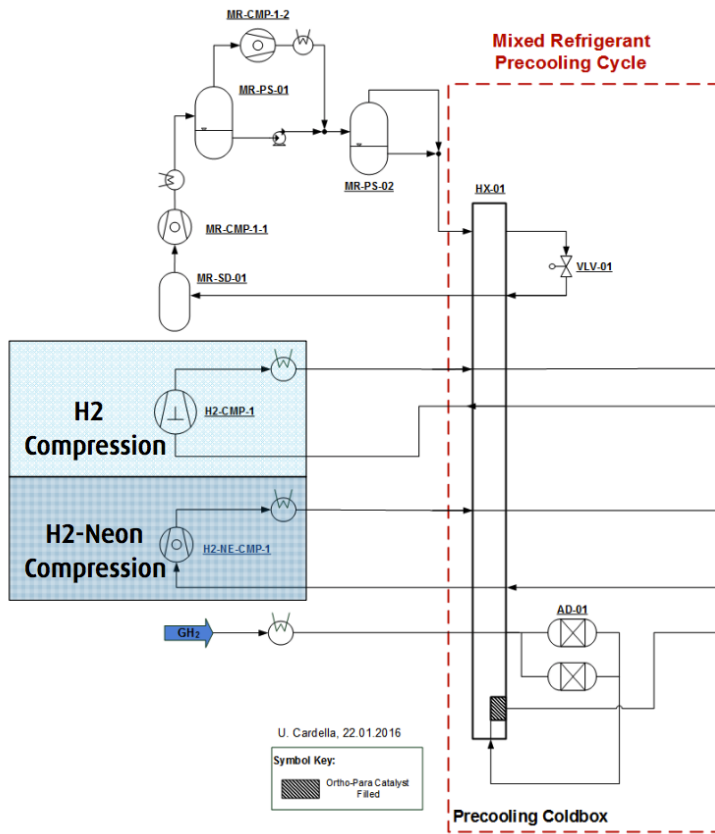 MR-CMP-1-2
Mixed Refrigerant
Precooling Cycle
MR-PS-01
MR-PS-02
HX-01
MR-CMP-1-1
VLV-01
MR-SD-01
H2
Compression
H2-CMP-1
H2-Neon
Compression
H2-NE-CMP-1
AD-01
GH₂
U. Cardella, 22.01.2016
Symbol Key:
Ortho-Para Catalyst
Filled
Precooling Coldbox